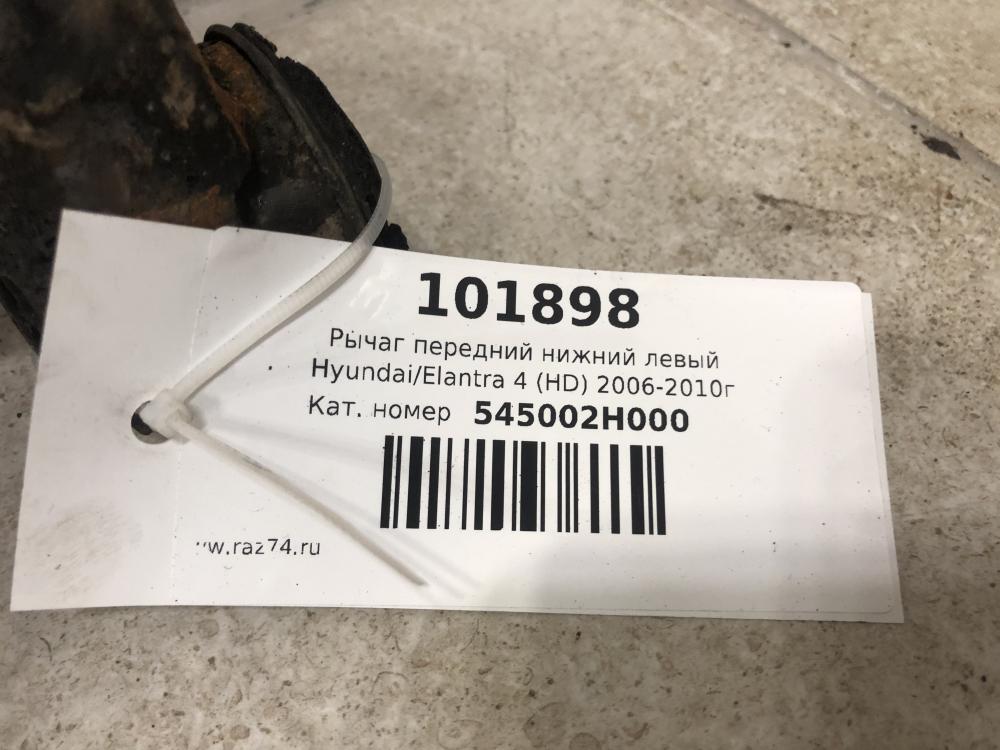 101898
Рычаг передний нижний левый
Hyundai/Elantra 4 (HD) 2006-2010г
Кат. номер 545002H000
w.raz74.ru